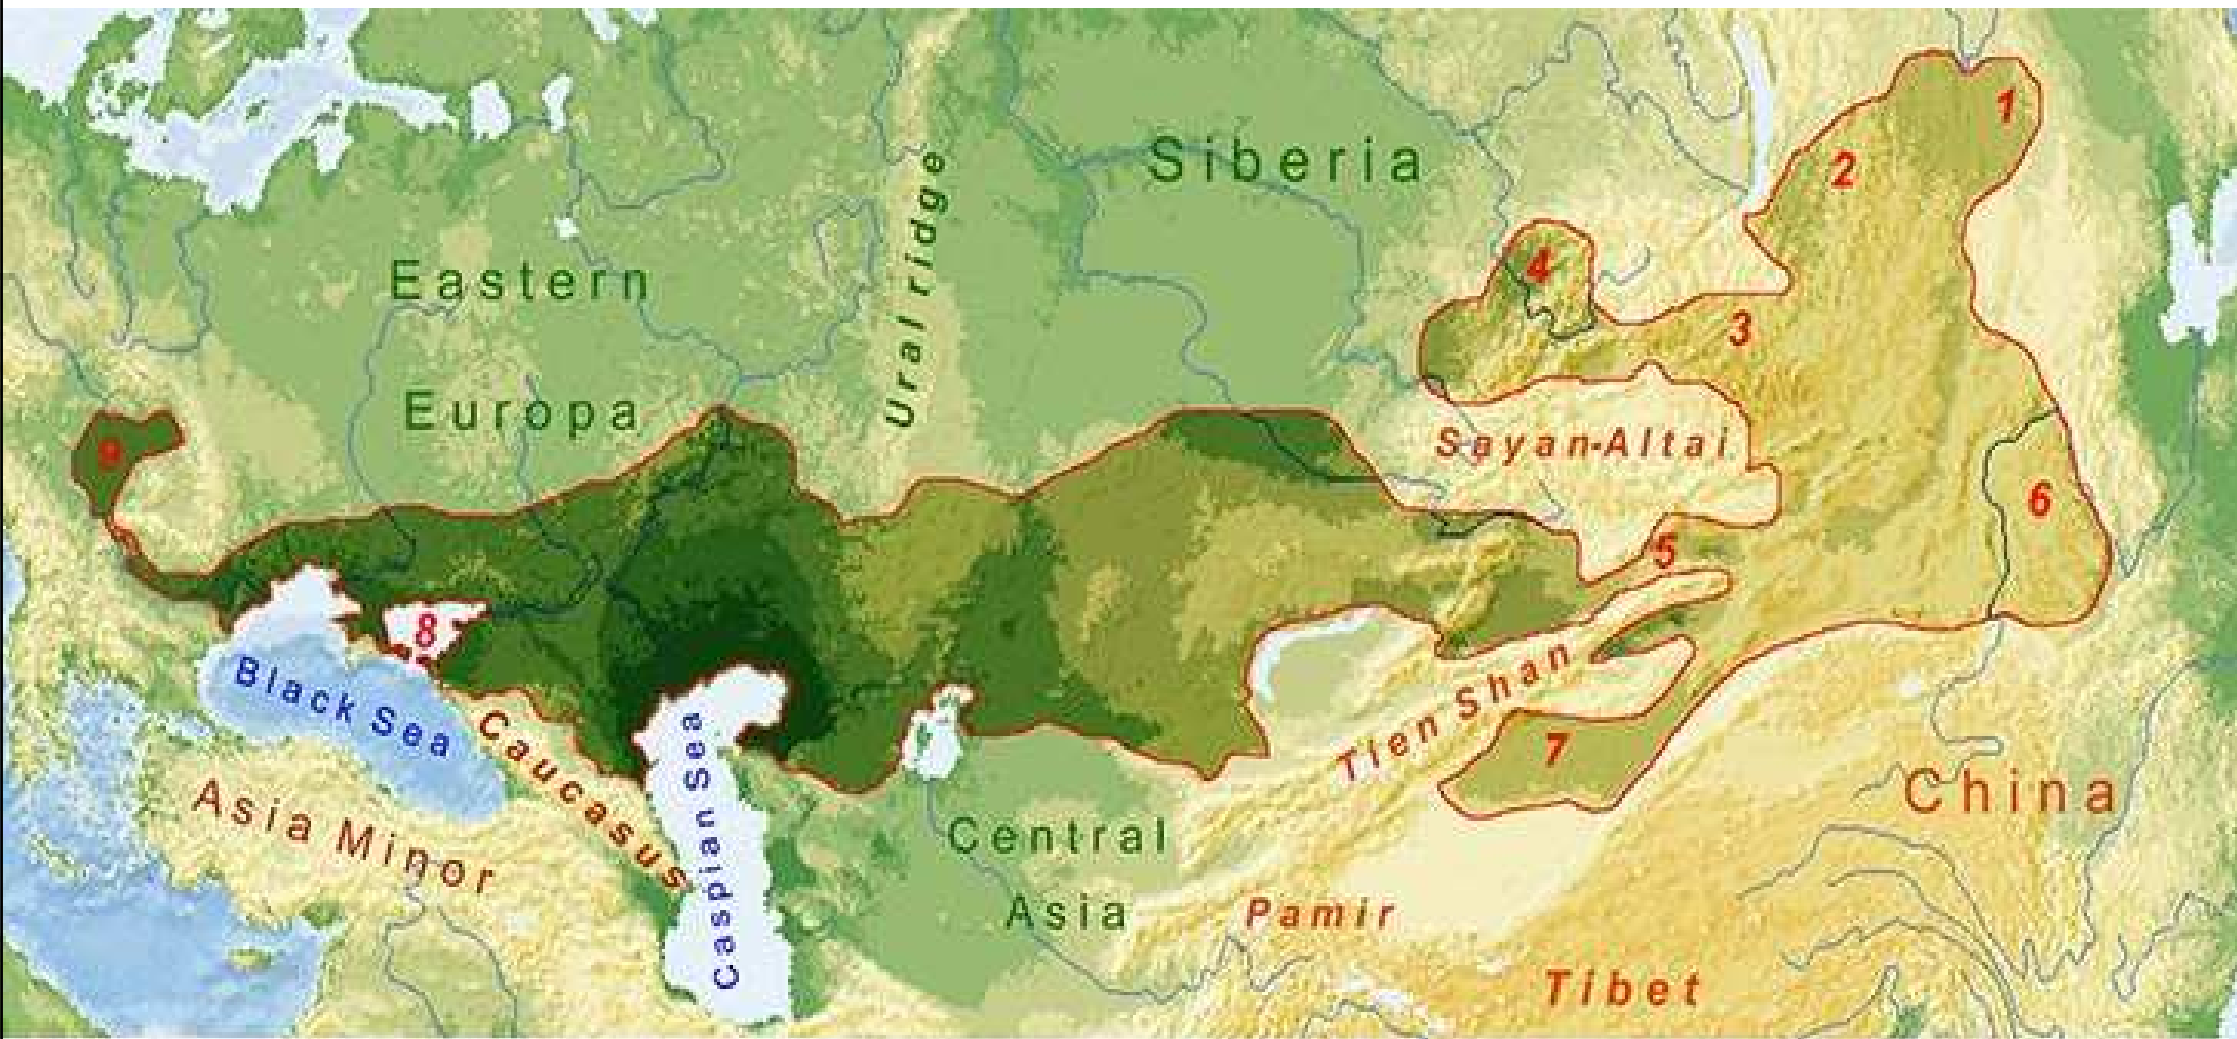 1
Siberia
2
Ural ridge
4
Eastern
3
Europa
Sayan-Altai
9
6
5
8
Black Sea
Tien Shan
Caucasus
Caspian Sea
7
Asia Minor
China
Central
Asia
Pamir
Tibet